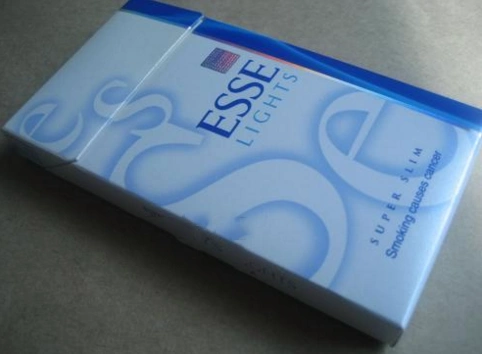 ESSE
LIGHTS
SUPER SLIM
Smoking causes cancer